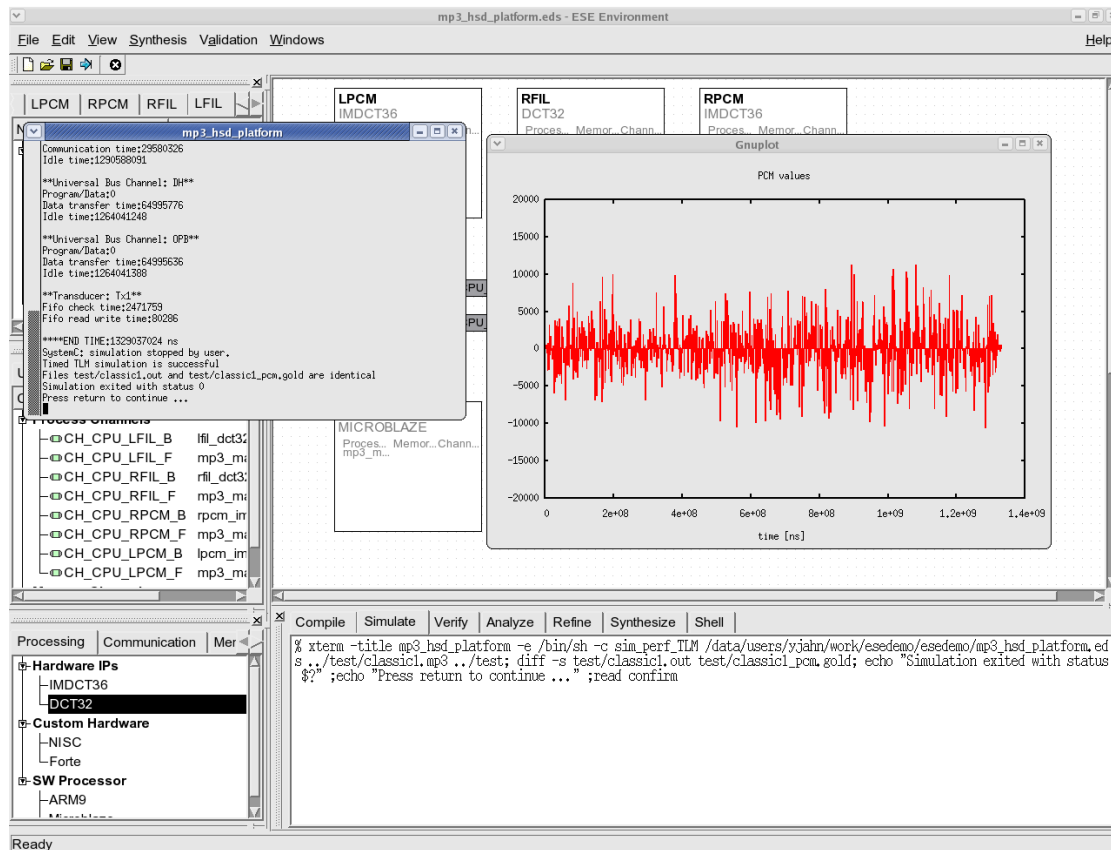 mp3_hsd_platform.eds - ESE Environment
File Edit View Synthesis Validation Windows Help
LPCM RPCM RFIL LFIL
LPCM
IMDCT36
RFIL
DCT32
Proces... Memor... Chann...
RPCM
IMDCT36
Proces... Memor... Chann...
mp3_hsd_platform
Communication time:29580326
Idle time:1290588091
**Universal Bus Channel: DH**
Program/Data:0
Data transfer time:64995776
Idle time:1264041248
**Universal Bus Channel: OPB**
Program/Data:0
Data transfer time:64995636
Idle time:1264041388
**Transducer: Tx1**
Fifo check time:2471759
Fifo read write time:80286
****END TIME:1329037024 ns
SystemC: simulation stopped by user.
Timed TLM simulation is successful
Files test/classic1.out and test/classic1_pcm.gold are identical
Simulation exited with status 0
Press return to continue ...
Gnuplot
PCM values
20000
15000
10000
5000
0
-5000
-10000
-15000
-20000
0 2e+08 4e+08 6e+08 8e+08 1e+09 1.2e+09 1.4e+09
time [ns]
MICROBLAZE
Proces... Memor... Chann...
mp3_m...
Process Channels
CH_CPU_LFIL_B lfil_dct32
CH_CPU_LFIL_F mp3_ma
CH_CPU_RFIL_B rfil_dct32
CH_CPU_RFIL_F mp3_ma
CH_CPU_RPCM_B rpcm_im
CH_CPU_RPCM_F mp3_ma
CH_CPU_LPCM_B lpcm_im
CH_CPU_LPCM_F mp3_ma
Processing Communication Mer
Hardware IPs
IMDCT36
DCT32
Custom Hardware
NISC
Forte
SW Processor
ARM9
Compile Simulate Verify Analyze Refine Synthesize Shell
% xterm -title mp3_hsd_platform -e /bin/sh -c sim_perf_TLM /data/users/yjahn/work/esedemo/esedemo/mp3_hsd_platform.ed
s ../test/classic1.mp3 ../test; diff -s test/classic1.out test/classic1_pcm.gold; echo "Simulation exited with status
$?" ;echo "Press return to continue ..." ;read confirm
Ready